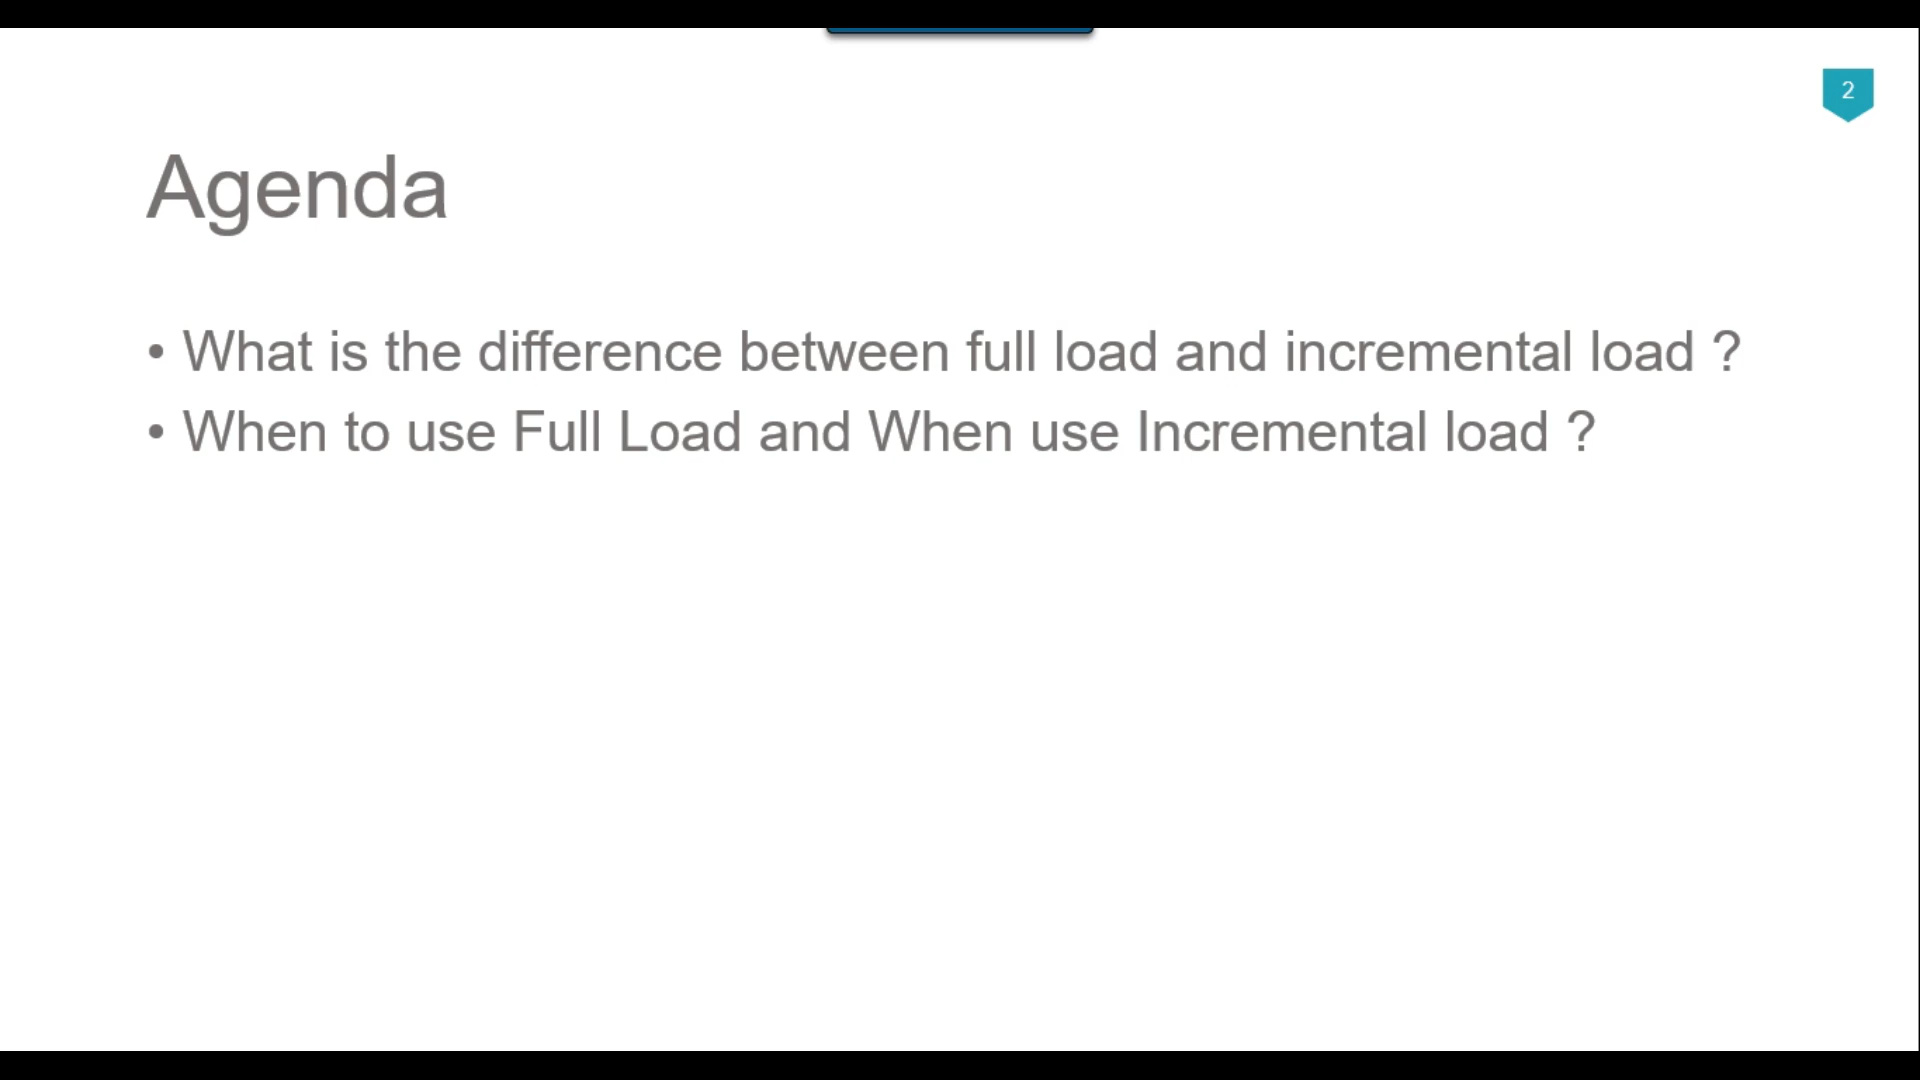 2
Agenda
• What is the difference between full load and incremental load ?
• When to use Full Load and When use Incremental load ?